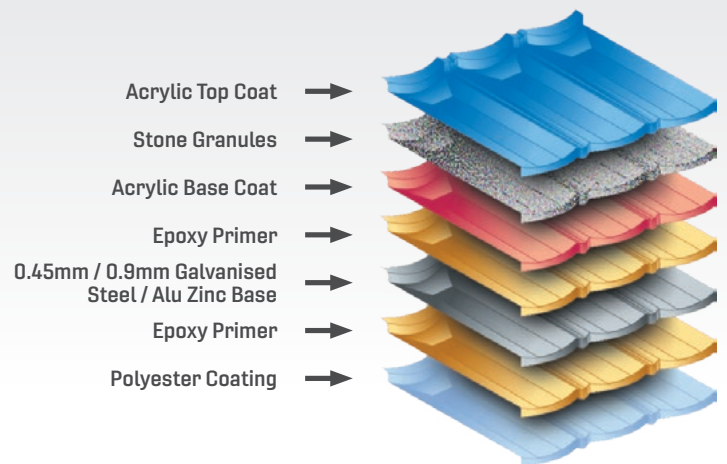 Acrylic Top Coat
Stone Granules
Acrylic Base Coat
Epoxy Primer
0.45mm / 0.9mm Galvanised
Steel / Alu Zinc Base
Epoxy Primer
Polyester Coating